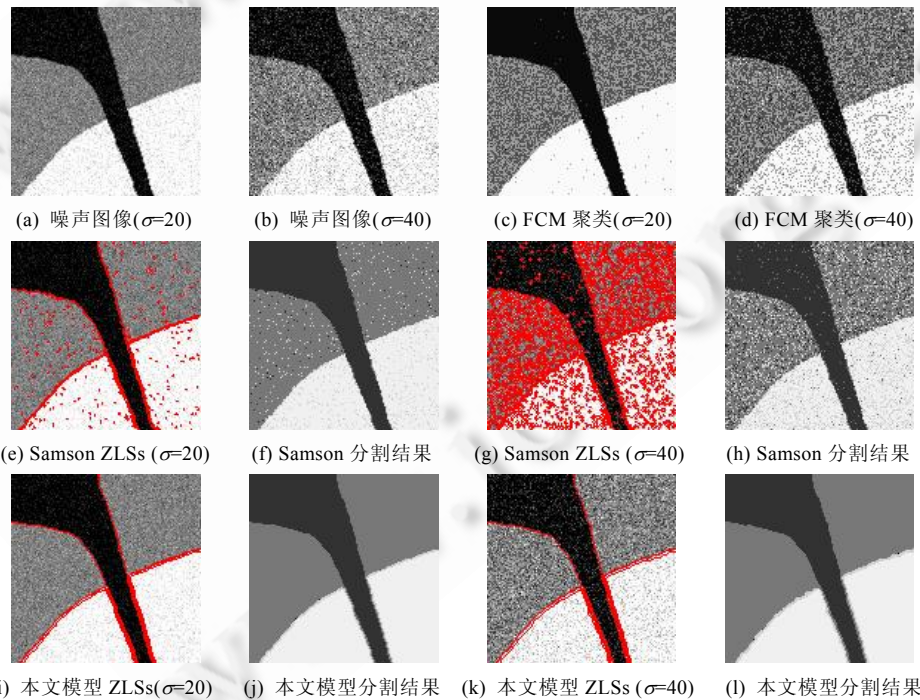 (a) 噪声图像(σ=20)
(b) 噪声图像(σ=40)
(c) FCM 聚类(σ=20)
(d) FCM 聚类(σ=40)
(e) Samson ZLSs (σ=20)
(f) Samson 分割结果
(g) Samson ZLSs (σ=40)
(h) Samson 分割结果
i) 本文模型 ZLSs(σ=20)
(j) 本文模型分割结果
(k) 本文模型 ZLSs (σ=40)
(l) 本文模型分割结果